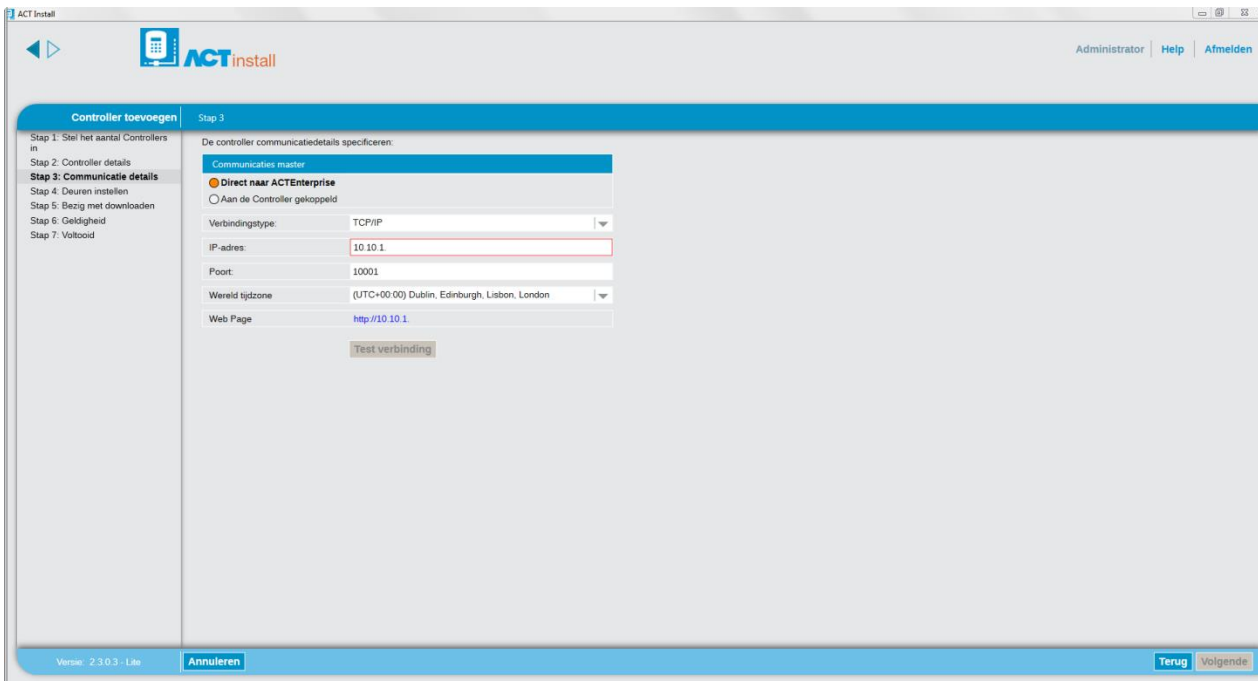 ACT Install
ACTinstall
Administrator
Help
Afmelden
Controller toevoegen
Stap 3
Stap 1: Stel het aantal Controllers
in
Stap 2: Controller details
Stap 3: Communicatie details
Stap 4: Deuren instellen
Stap 5: Bezig met downloaden
Stap 6: Geldigheid
Stap 7: Voltooid
De controller communicatiedetails specificeren:
Communicaties master
Direct naar ACTEnterprise
Aan de Controller gekoppeld
Verbindingstype: TCP/IP
IP-adres: 10.10.1.
Poort: 10001
Wereld tijdzone (UTC+00:00) Dublin, Edinburgh, Lisbon, London
Web Page http://10.10.1.
Test verbinding
Versie: 2.3.0.3 - Lite
Annuleren
Terug
Volgende